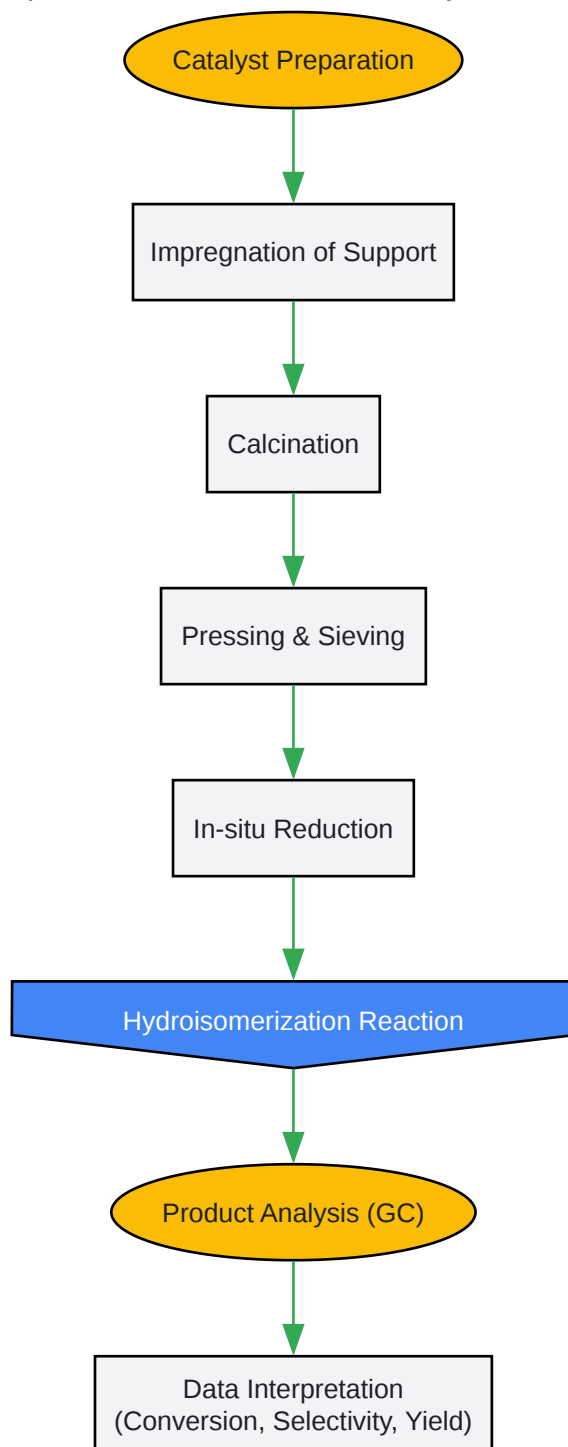 Catalyst Preparation
Impregnation of Support
Calcination
Pressing & Sieving
In-situ Reduction
Hydroisomerization Reaction
Product Analysis (GC)
Data Interpretation
(Conversion, Selectivity, Yield)